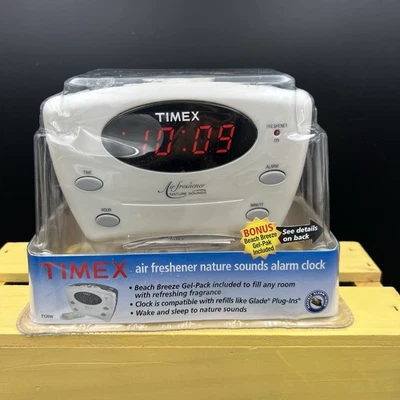 TIMEX
10:09
FRESHENER
ON
TIME
ALARM
Air Freshience
NATURE SOUNDS
HOUR
MINUTE
BONUS
Beach Breeze
Gel-Pak
Included
See details
on back
TIMEX air freshener nature sounds alarm clock
• Beach Breeze Gel-Pack included to fill any room
with refreshing fragrance
• Clock is compatible with refills like Glade® Plug-Ins®
• Wake and sleep to nature sounds